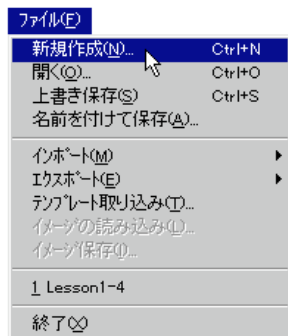 ファイル(F)
新規作成(N)... Ctrl+N
開く(O)... Ctrl+O
上書き保存(S) Ctrl+S
名前を付けて保存(A)...
インポート(M)
エクスポート(E)
テンプレート取り込み(T)...
イメージの読み込み(L)...
イメージ保存(I)...
1 Lesson1-4
終了(X)